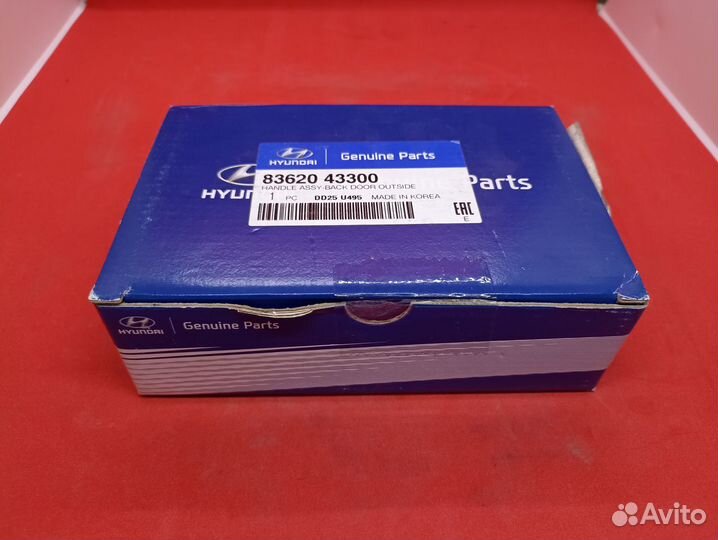 HYUNDAI | Genuine Parts
83620 43300
HANDLE ASSY-BACK DOOR OUTSIDE
1 PC DD25 U495 MADE IN KOREA
EAC
E
HYUNDAI
Parts
HYUNDAI | Genuine Parts
Avito